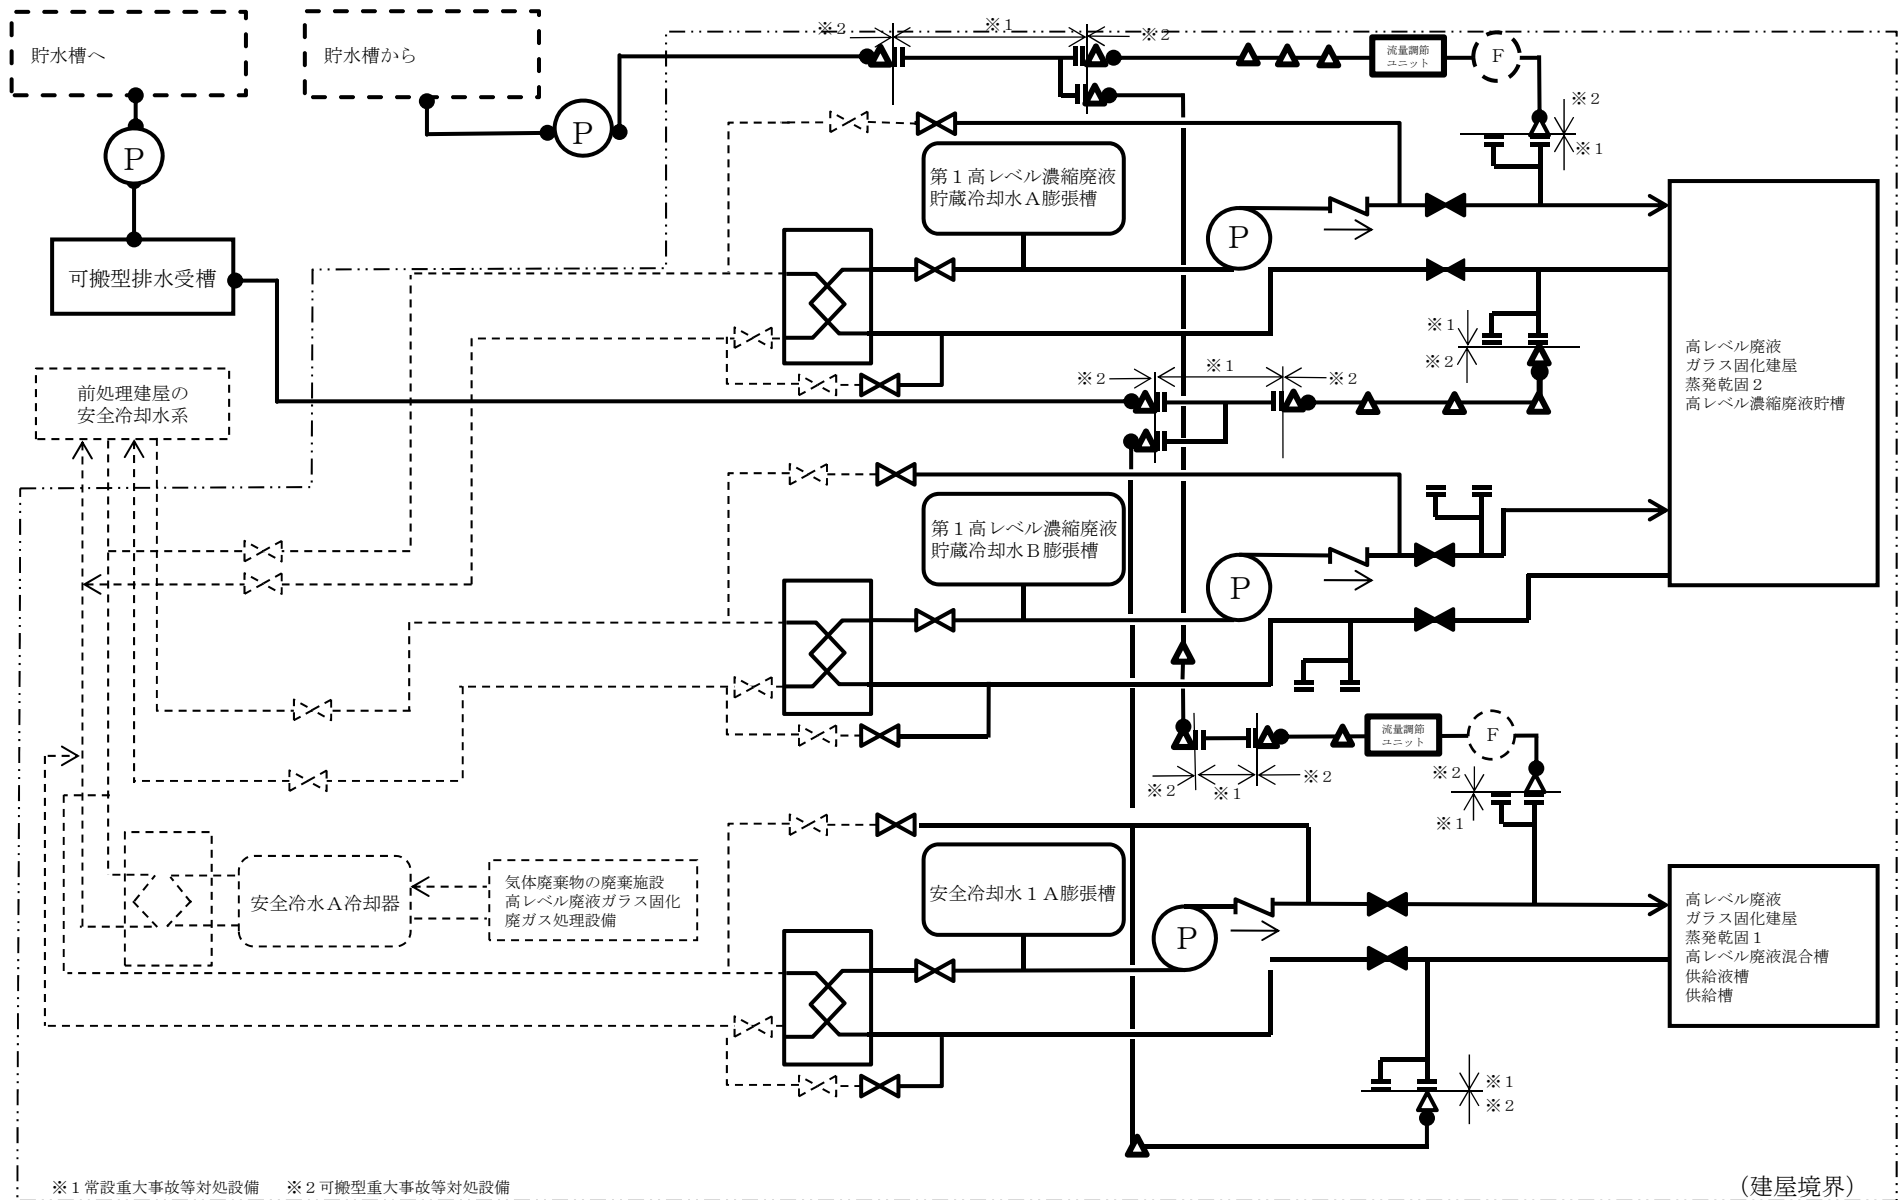 貯水槽へ
貯水槽から
※2
※1
※2
流量調節
ユニット
F
※2
※1
P
P
第１高レベル濃縮廃液
貯蔵冷却水Ａ膨張槽
P
可搬型排水受槽
※1
※2
※2
※1
※2
高レベル廃液
ガラス固化建屋
蒸発乾固２
高レベル濃縮廃液貯槽
前処理建屋の
安全冷却水系
第１高レベル濃縮廃液
貯蔵冷却水Ｂ膨張槽
P
流量調節
ユニット
F
※2
※1
※2
※2
※1
安全冷水Ａ冷却器
気体廃棄物の廃棄施設
高レベル廃液ガラス固化
廃ガス処理設備
安全冷却水１Ａ膨張槽
P
高レベル廃液
ガラス固化建屋
蒸発乾固１
高レベル廃液混合槽
供給液槽
供給槽
※1
※2
※１常設重大事故等対処設備　※２可搬型重大事故等対処設備
（建屋境界）